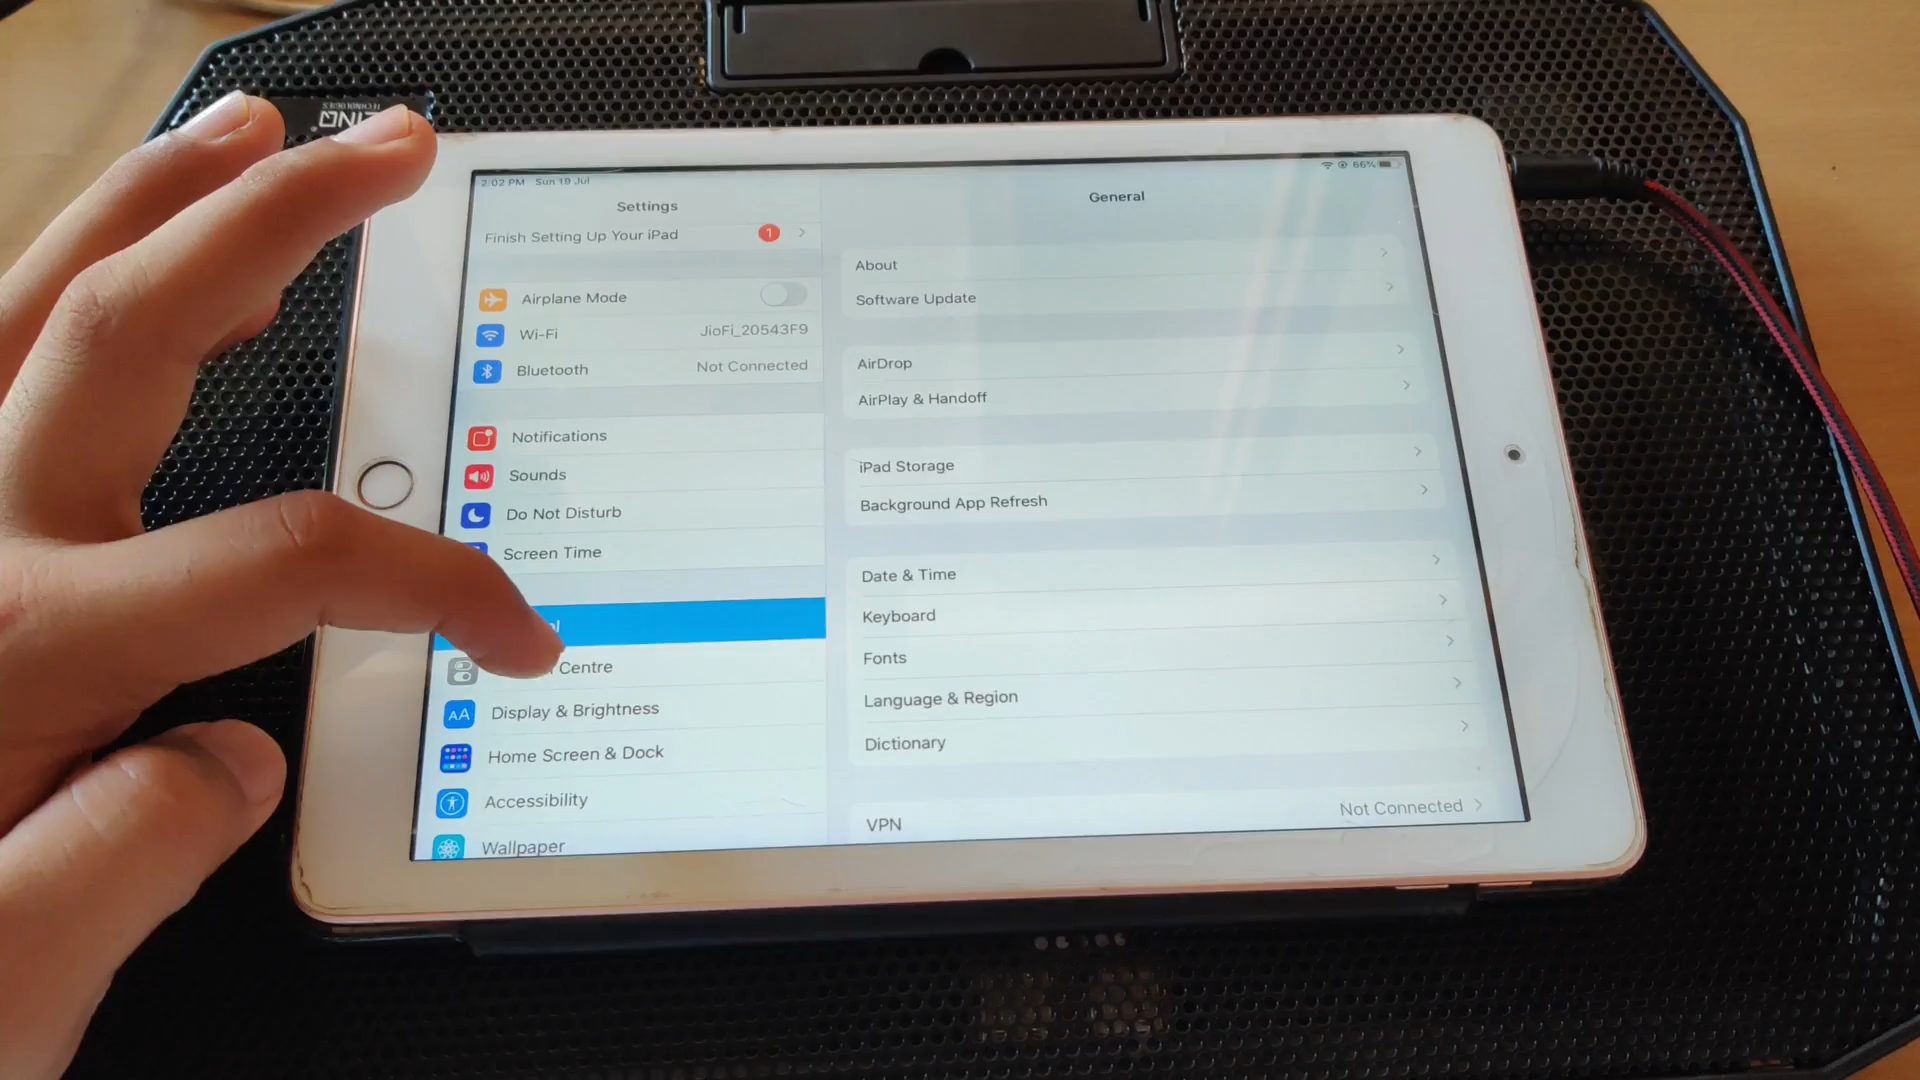 TECHNOLOGIES
2:02 PM Sun 19 Jul
66%
Settings
General
Finish Setting Up Your iPad 1
Airplane Mode
Wi-Fi JioFi_20543F9
Bluetooth Not Connected
Notifications
Sounds
Do Not Disturb
Screen Time
Centre
Display & Brightness
AA
Home Screen & Dock
Accessibility
Wallpaper
About
Software Update
AirDrop
AirPlay & Handoff
iPad Storage
Background App Refresh
Date & Time
Keyboard
Fonts
Language & Region
Dictionary
VPN Not Connected